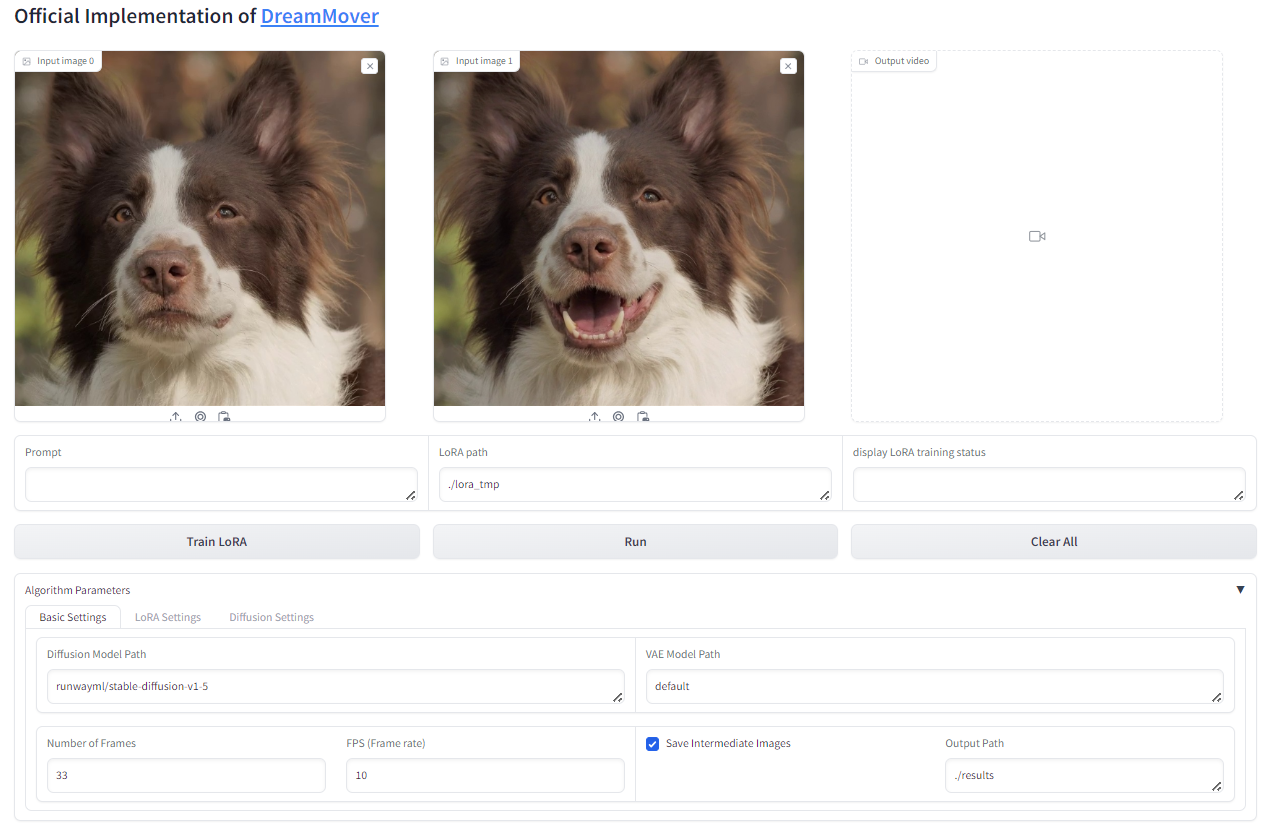 Official Implementation of DreamMover
Input image 0
Input image 1
Output video
Prompt
LoRA path
display LoRA training status
./lora_tmp
Train LoRA
Run
Clear All
Algorithm Parameters
Basic Settings
LoRA Settings
Diffusion Settings
Diffusion Model Path
VAE Model Path
runwayml/stable-diffusion-v1-5
default
Number of Frames
FPS (Frame rate)
Save Intermediate Images
Output Path
33
10
./results